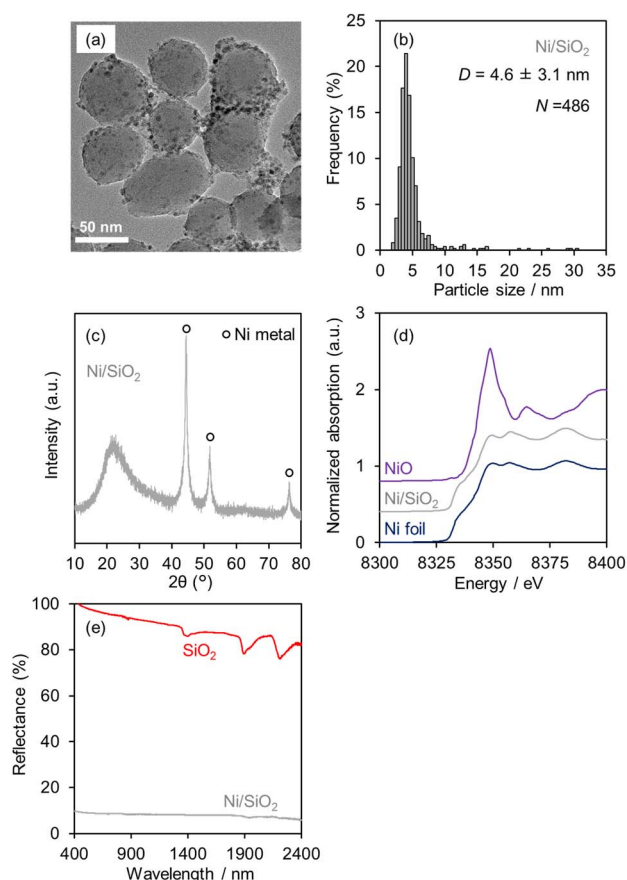 (a)
50 nm
(b)
Ni/SiO₂
D = 4.6 ± 3.1 nm
N =486
Frequency (%)
25
20
15
10
5
0
0 5 10 15 20 25 30 35
Particle size / nm
(c)
Ni metal
Ni/SiO₂
Intensity (a.u.)
10 20 30 40 50 60 70 80
2θ (°)
(d)
Normalized absorption (a.u.)
3
2
1
0
NiO
Ni/SiO₂
Ni foil
8300 8325 8350 8375 8400
Energy / eV
(e)
Reflectance (%)
100
80
60
40
20
0
SiO₂
Ni/SiO₂
400 900 1400 1900 2400
Wavelength / nm